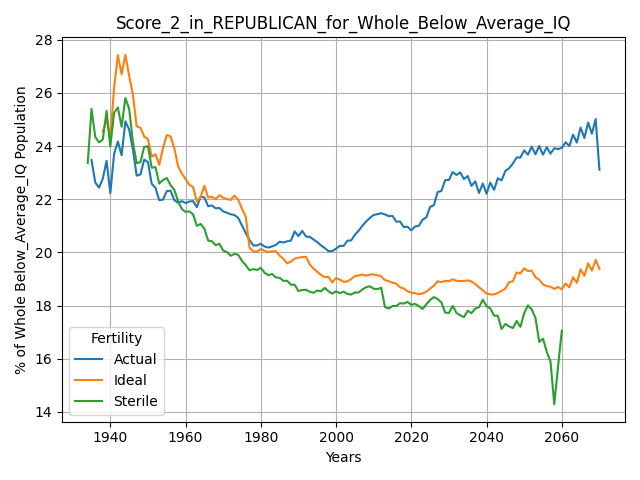 Score_2_in_REPUBLICAN_for_Whole_Below_Average_IQ
% of Whole Below_Average_IQ Population
28
26
24
22
20
18
16
14
Fertility
Actual
Ideal
Sterile
1940 1960 1980 2000 2020 2040 2060
Years